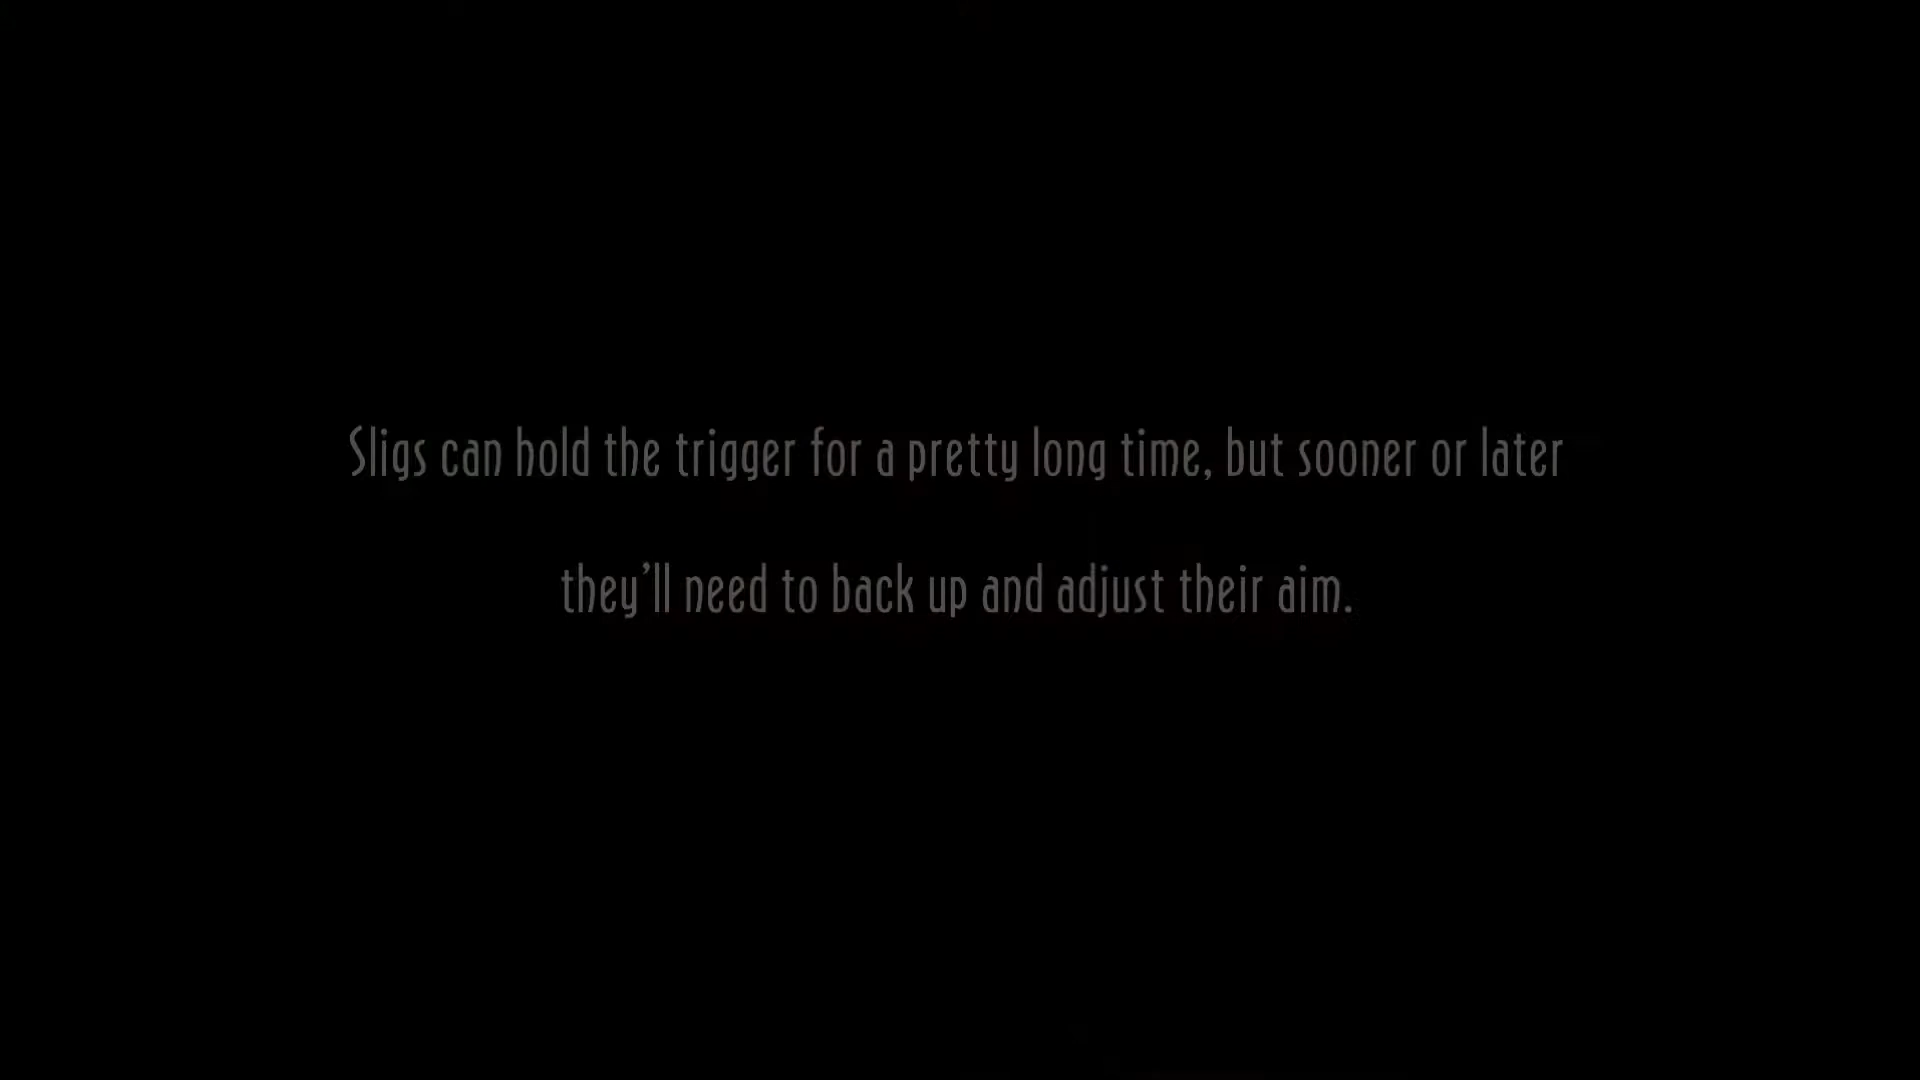 Sligs can hold the trigger for a pretty long time, but sooner or later
they’ll need to back up and adjust their aim.